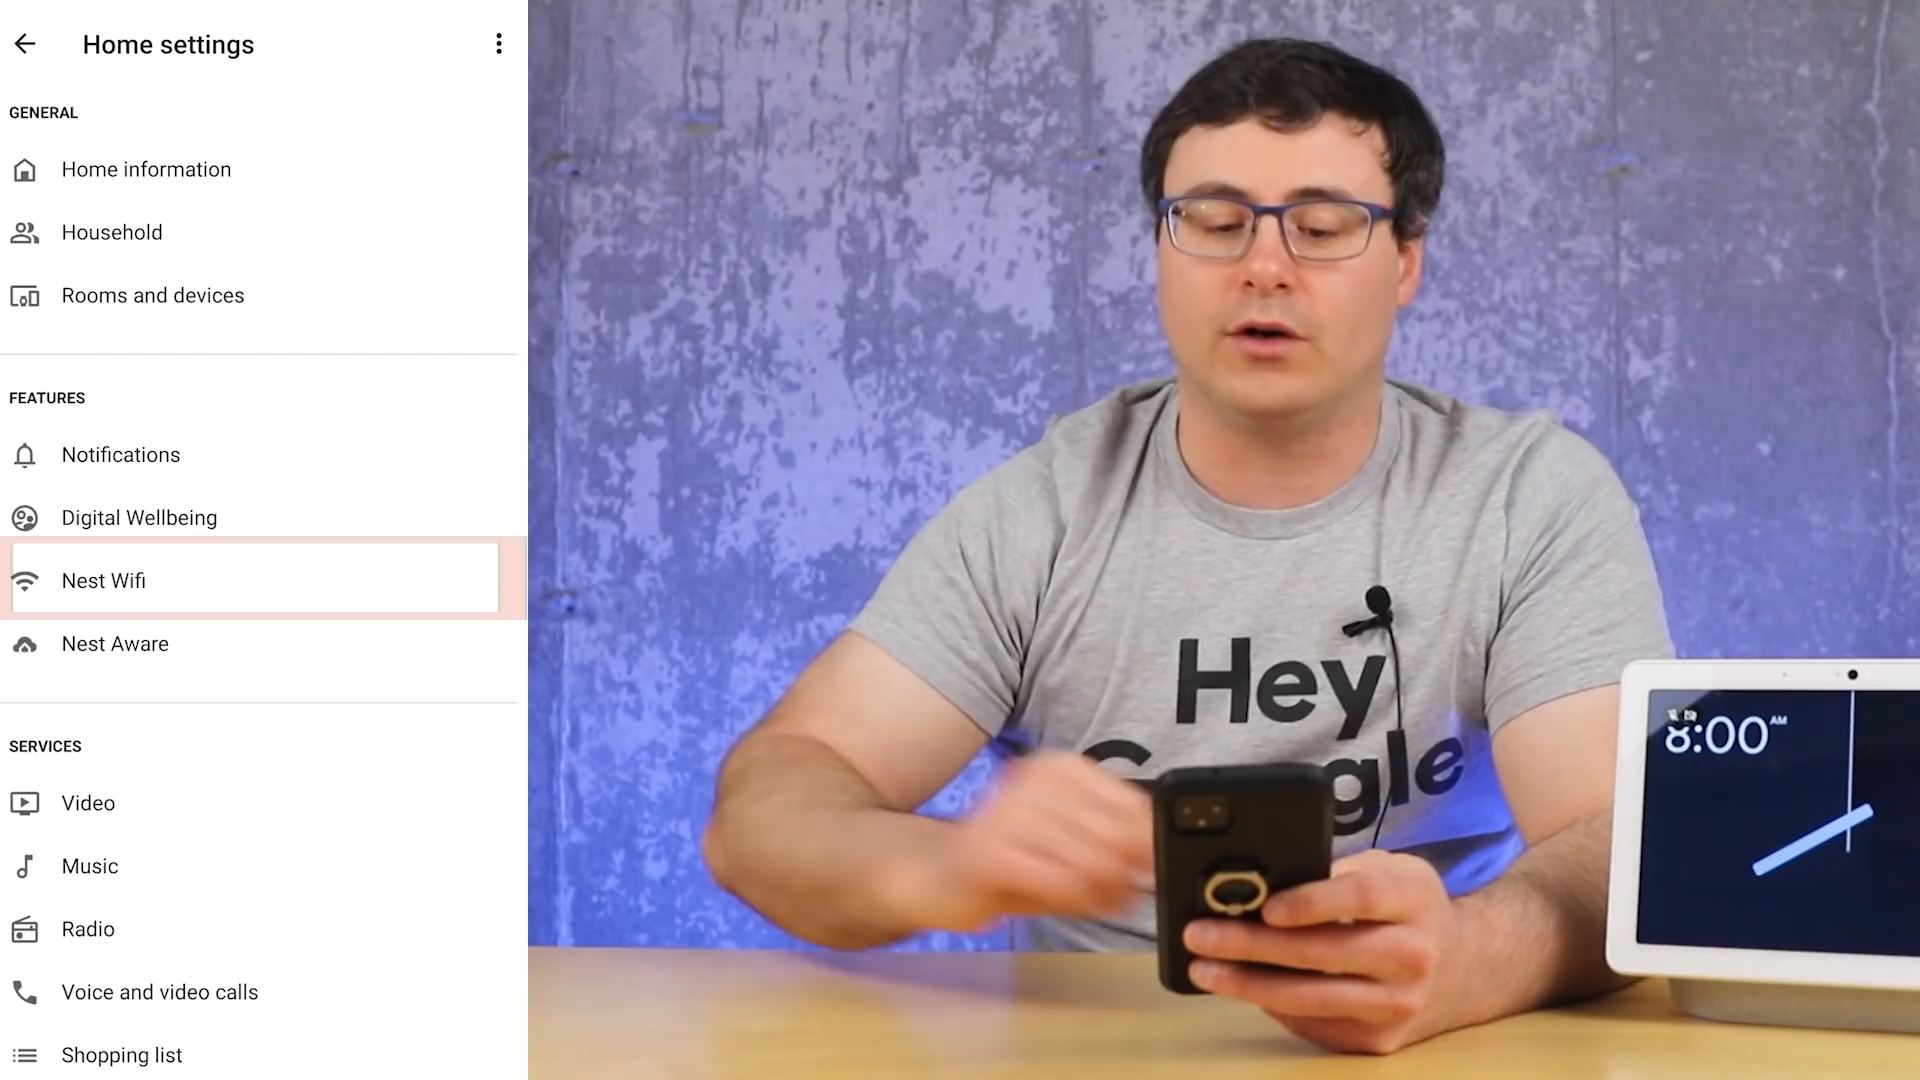 Home settings
GENERAL
Home information
Household
Rooms and devices
FEATURES
Notifications
Digital Wellbeing
Nest Wifi
Nest Aware
SERVICES
Video
Music
Radio
Voice and video calls
Shopping list
Hey
G gle
8:00 AM